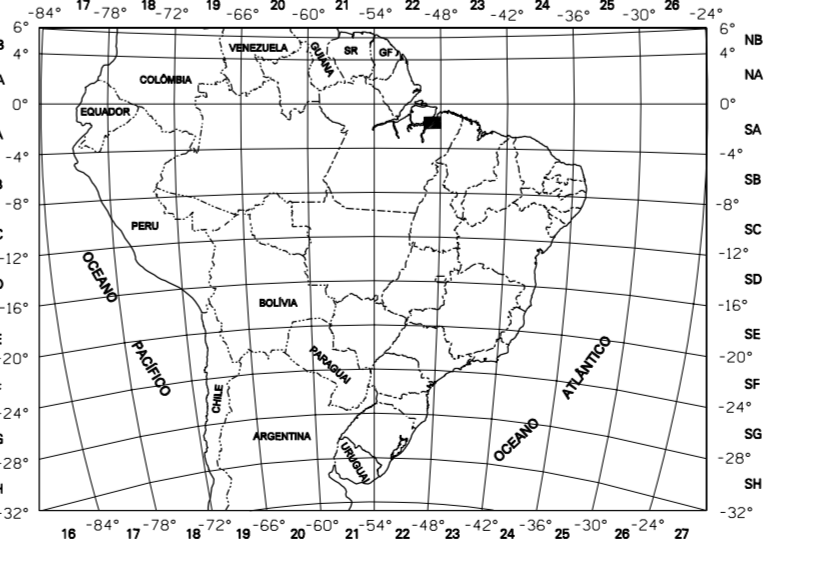 17 18 19 20 21 22 23 24 25 26
-84° -78° -72° -66° -60° -54° -48° -42° -36° -30° -24°
6° 6° NB
4° VENEZUELA GUIANA SR GF 4°
COLÔMBIA NA
0° 0°
EQUADOR
SA
-4° -4°
SB
-8° -8°
PERU SC
-12° -12°
OCEANO
SD
BOLÍVIA
-16° -16°
SE
PACÍFICO PARAGUAI ATLÂNTICO
-20° -20°
CHILE SF
-24° -24°
ARGENTINA URUGUAI OCEANO SG
-28° -28°
SH
-32° -32°
-84° -78° -72° -66° -60° -54° -48° -42° -36° -30° -24°
16 17 18 19 20 21 22 23 24 25 26 27